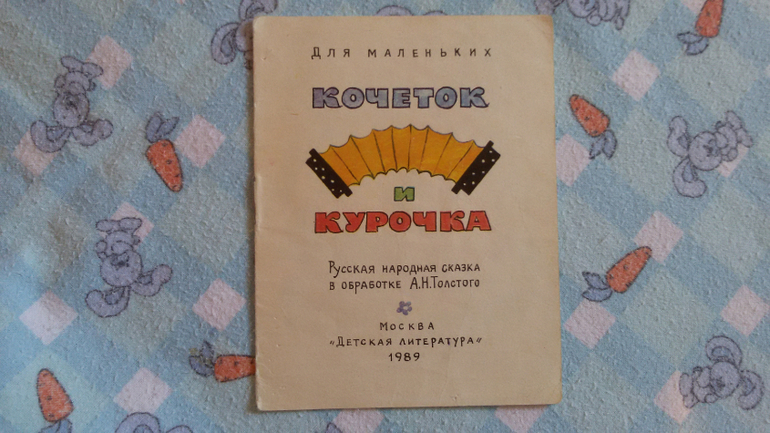 Для маленьких
КОЧЕТОК
И
КУРОЧКА
Русская народная сказка
в обработке А.Н.Толстого
Москва
„Детская литература“
1989